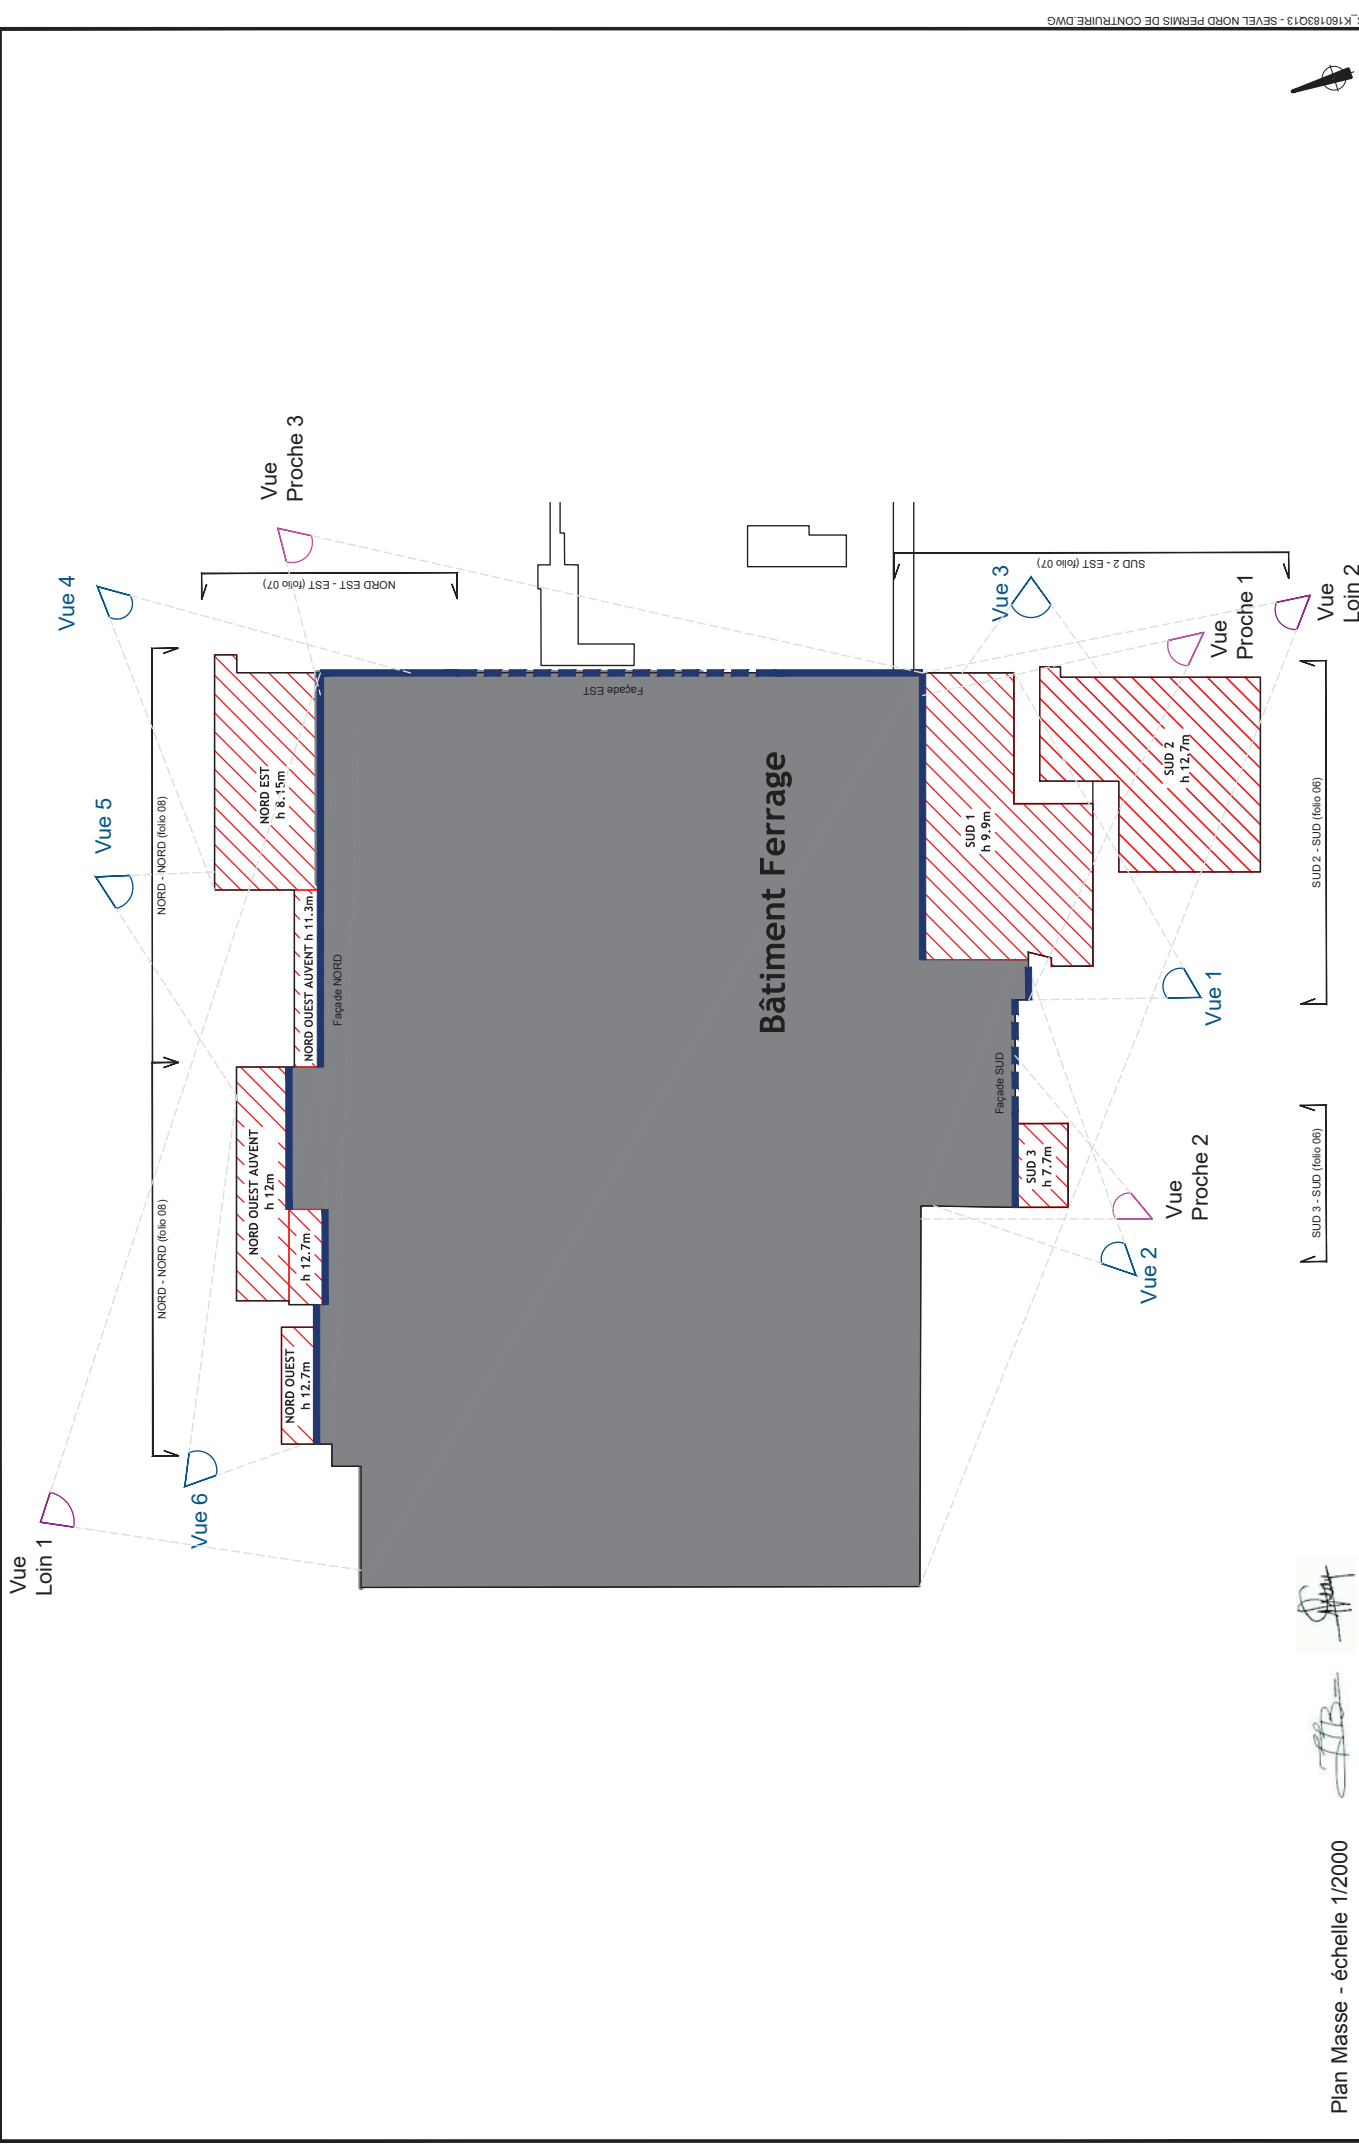 K160183Q13 - SEVEL NORD PERMIS DE CONSTRUIRE.DWG
Vue
Loin 1
Vue 6
Vue 5
Vue 4
Vue
Proche 3
NORD - NORD (folio 08)
NORD - NORD (folio 08)
NORD EST - EST (folio 07)
NORD OUEST
h 12.7m
h 12.7m
NORD OUEST AUVENT
h 12m
NORD OUEST AUVENT h 11.3m
NORD EST
h 8.15m
Façade NORD
Façade EST
Bâtiment Ferrage
Façade SUD
SUD 3
h 7.7m
SUD 1
h 9.9m
SUD 2
h 12.7m
SUD 2 - EST (folio 07)
Vue 3
Vue
Proche 1
Vue
Loin 2
Vue 1
Vue
Proche 2
Vue 2
SUD 3 - SUD (folio 06)
SUD 2 - SUD (folio 06)
Plan Masse - échelle 1/2000